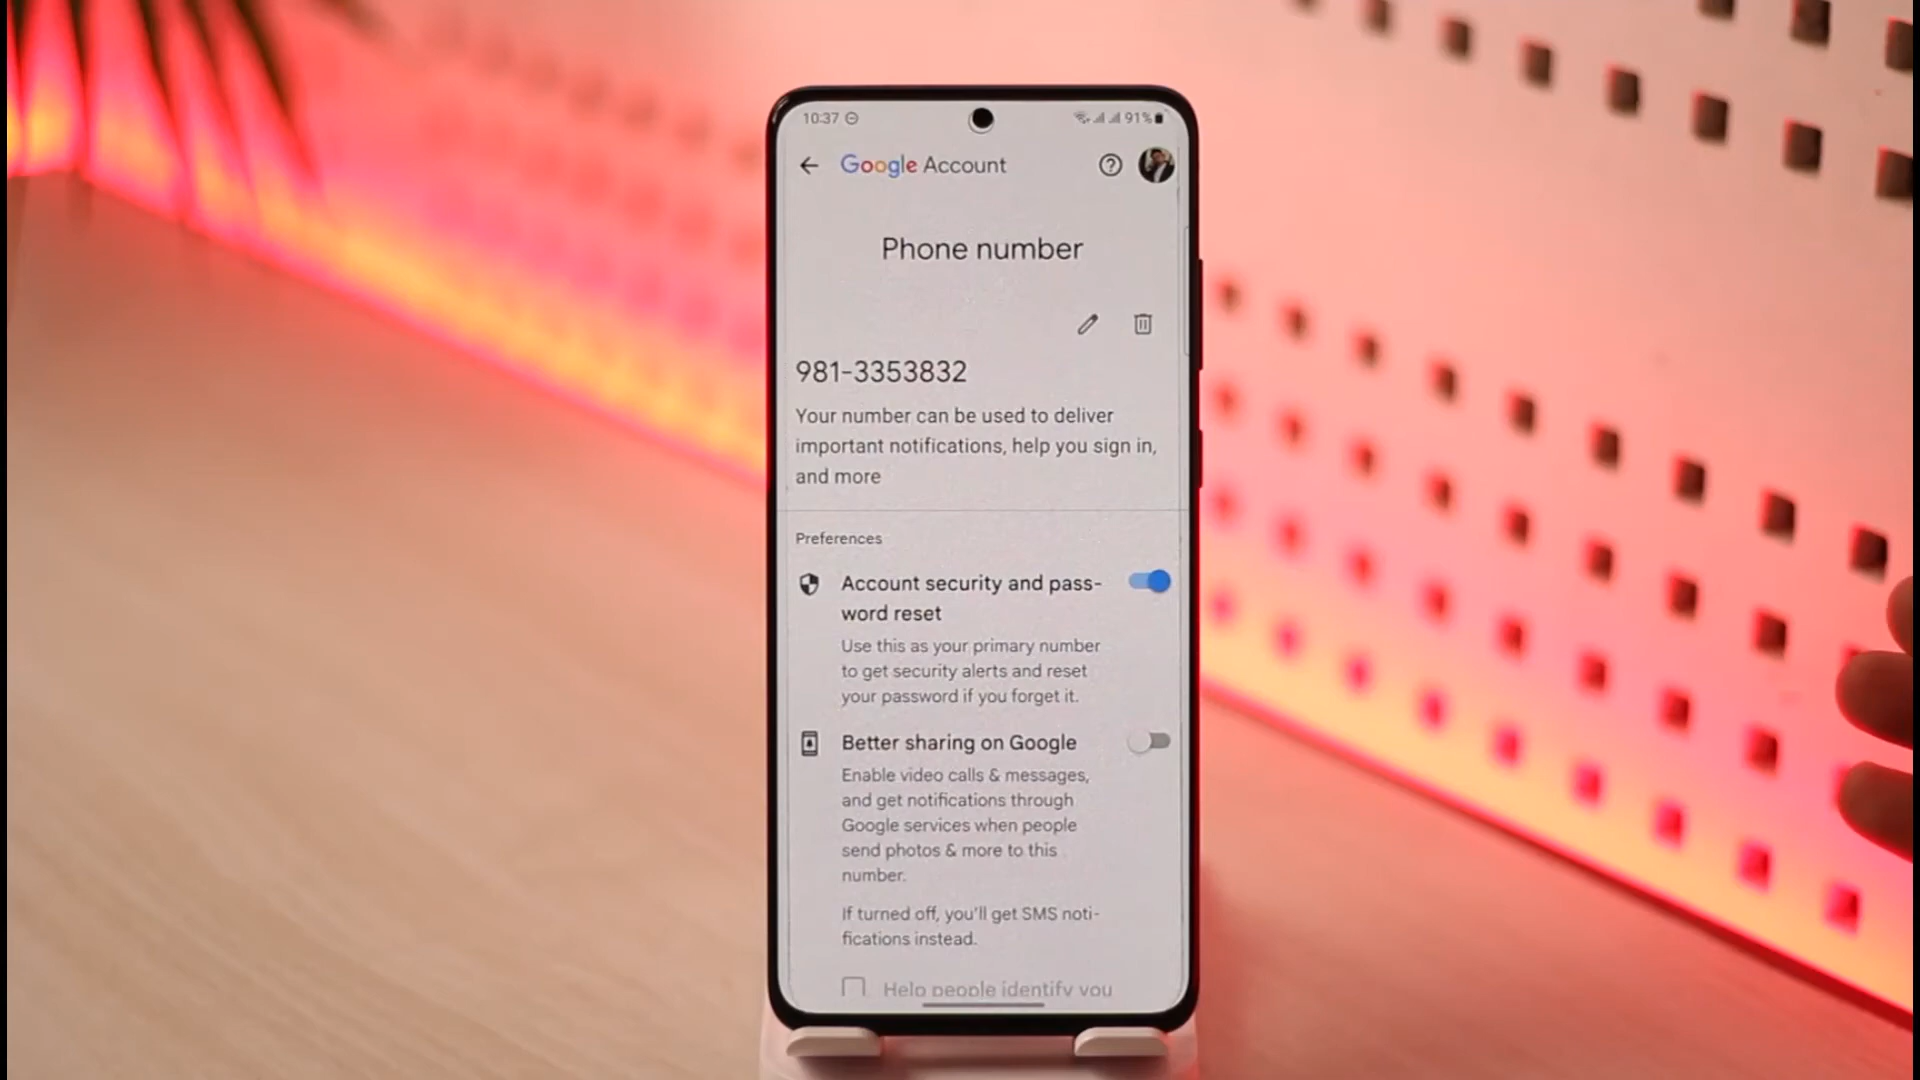 10:37 91%
Google Account
Phone number
981-3353832
Your number can be used to deliver
important notifications, help you sign in,
and more
Preferences
Account security and pass-
word reset
Use this as your primary number
to get security alerts and reset
your password if you forget it.
Better sharing on Google
Enable video calls & messages,
and get notifications through
Google services when people
send photos & more to this
number.
If turned off, you'll get SMS noti-
fications instead.
Help people identify you